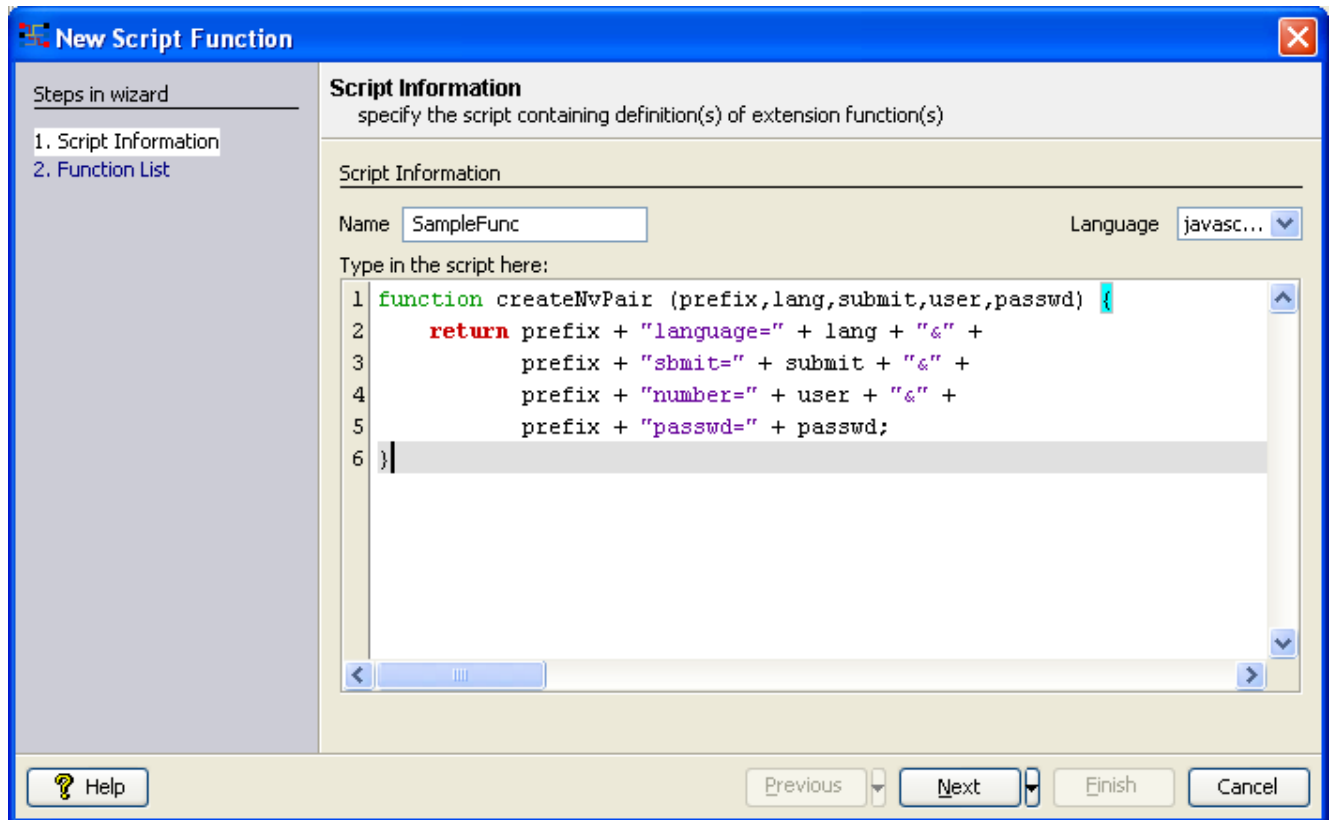 New Script Function
Steps in wizard
1. Script Information
2. Function List
Script Information
specify the script containing definition(s) of extension function(s)
Script Information
Name SampleFunc Language javasc...
Type in the script here:
1 function createNvPair (prefix,lang,submit,user,passwd) {
2 return prefix + "language=" + lang + "&" +
3 prefix + "sbmit=" + submit + "&" +
4 prefix + "number=" + user + "&" +
5 prefix + "passwd=" + passwd;
6 }
Help Previous Next Finish Cancel